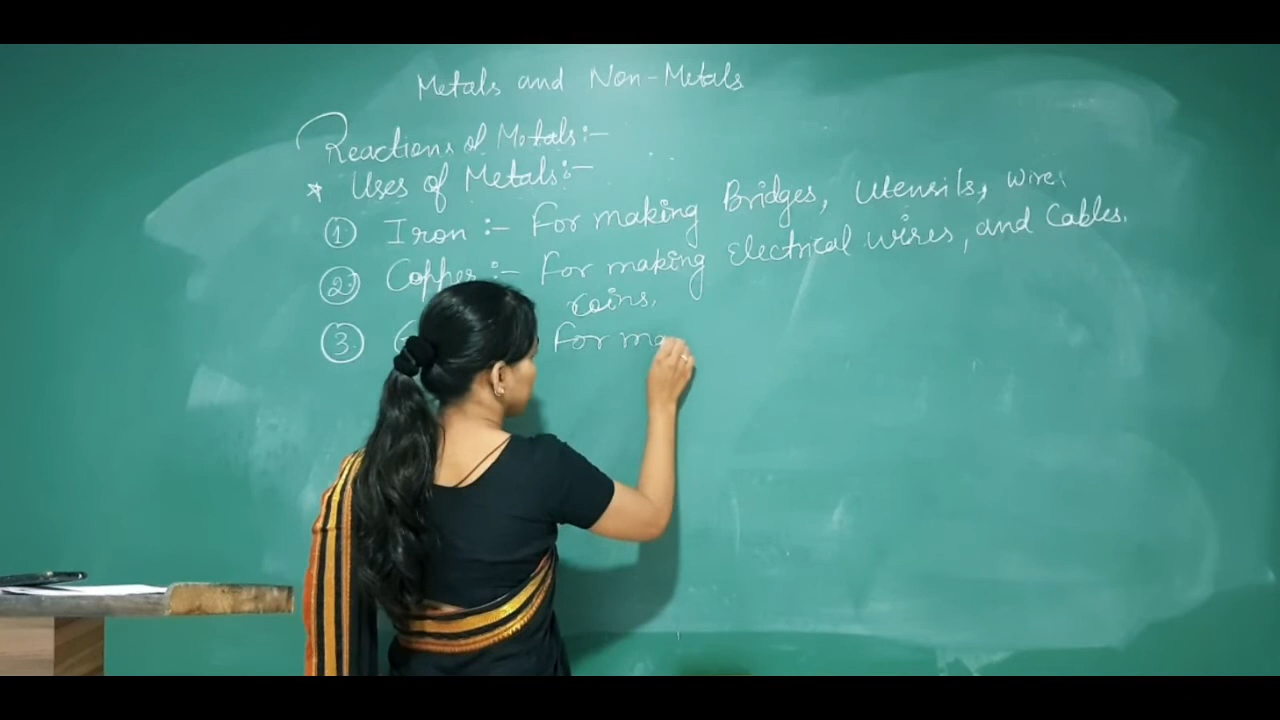 Metals and Non-Metals
Reactions of Metals:-
* Uses of Metals:-
① Iron :- For making Bridges, Utensils, wires
② Copper :- For making Electrical wires, and Cables.
coins.
③ For ma